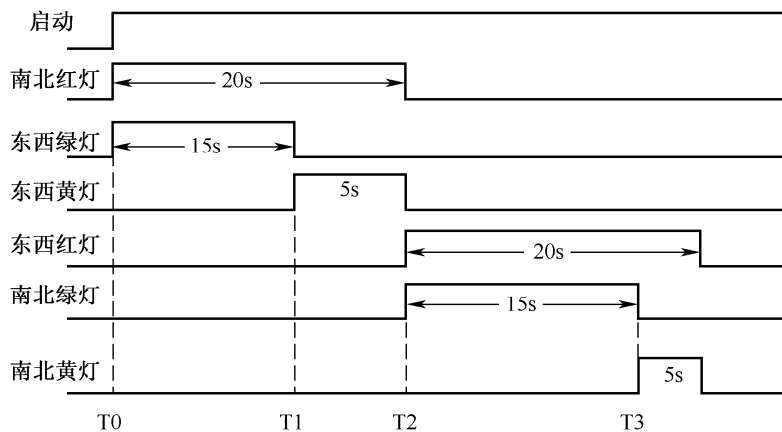 启动
南北红灯 20s
东西绿灯 15s
东西黄灯 5s
东西红灯 20s
南北绿灯 15s
南北黄灯 5s
T0 T1 T2 T3